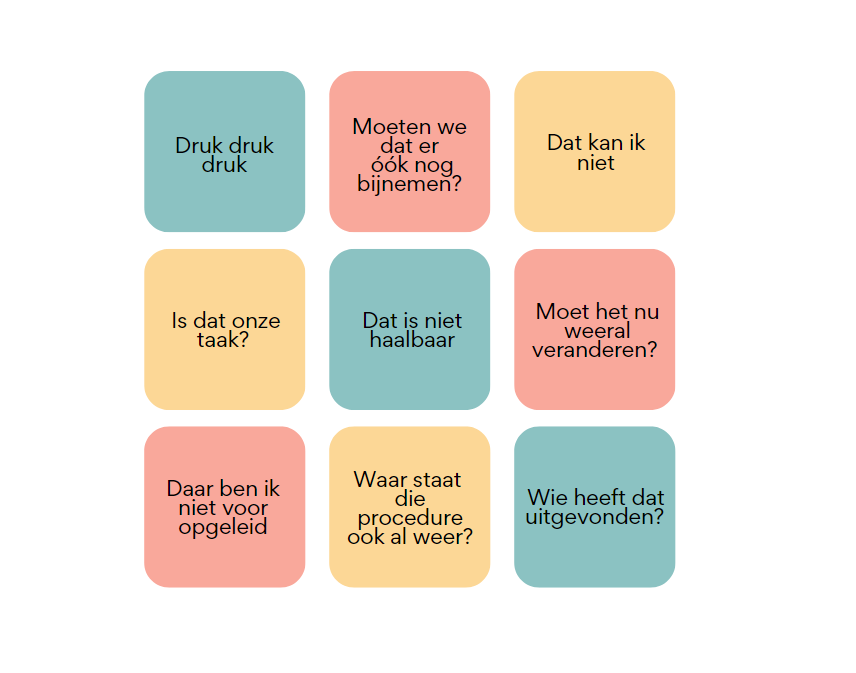 Druk druk
druk
Moeten we
dat er
óók nog
bijnemen?
Dat kan ik
niet
Is dat onze
taak?
Dat is niet
haalbaar
Moet het nu
weeral
veranderen?
Daar ben ik
niet voor
opgeleid
Waar staat
die
procedure
ook al weer?
Wie heeft dat
uitgevonden?